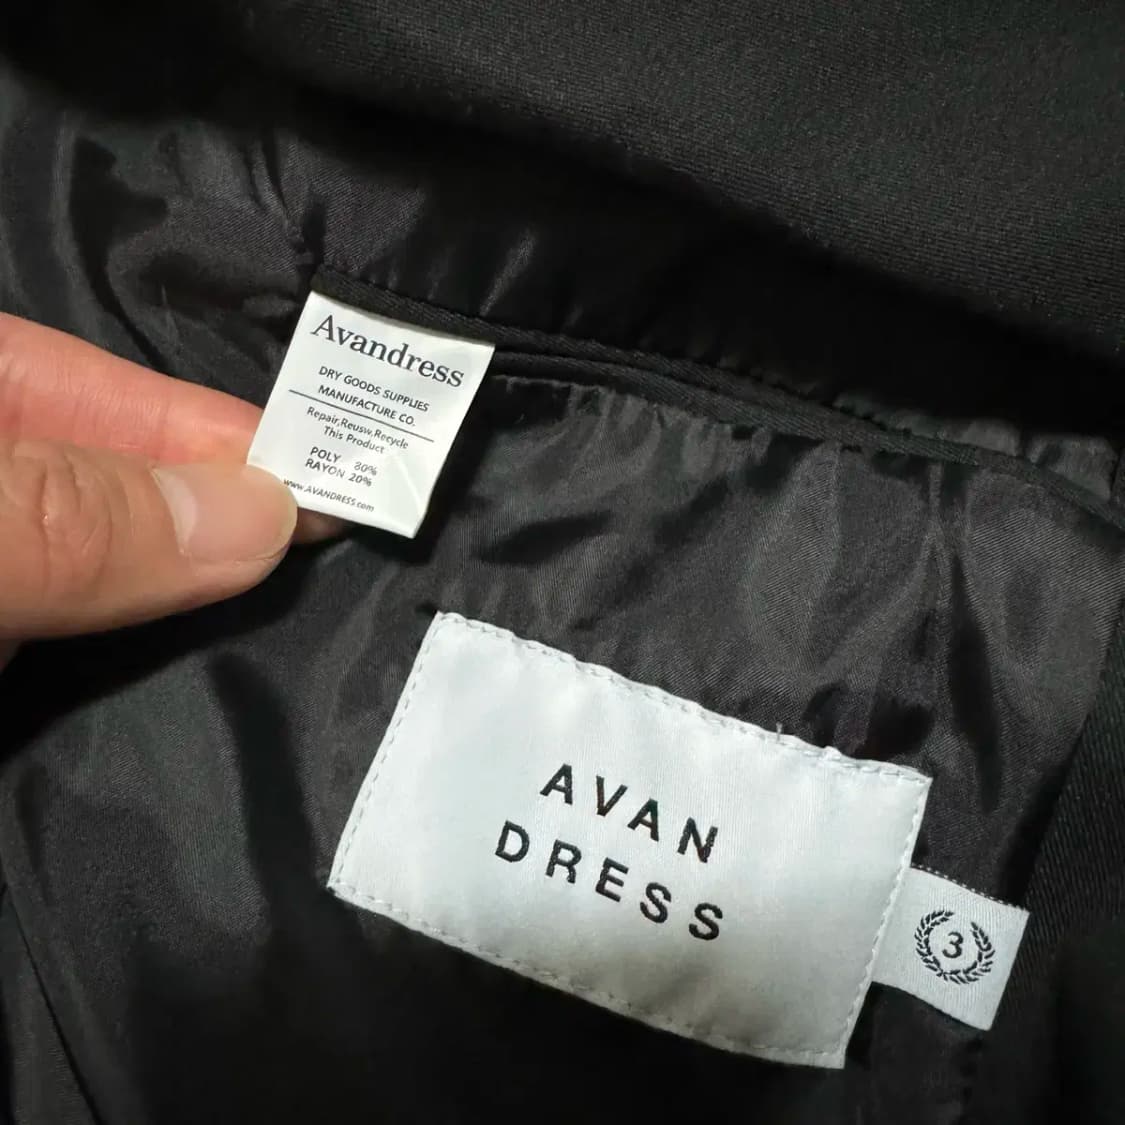 Avandress
DRY GOODS SUPPLIES
MANUFACTURE CO.
Repair,Reusw,Recycle
This Product
POLY 80%
RAYON 20%
www.AVANDRESS.com
AVAN
DRESS
3